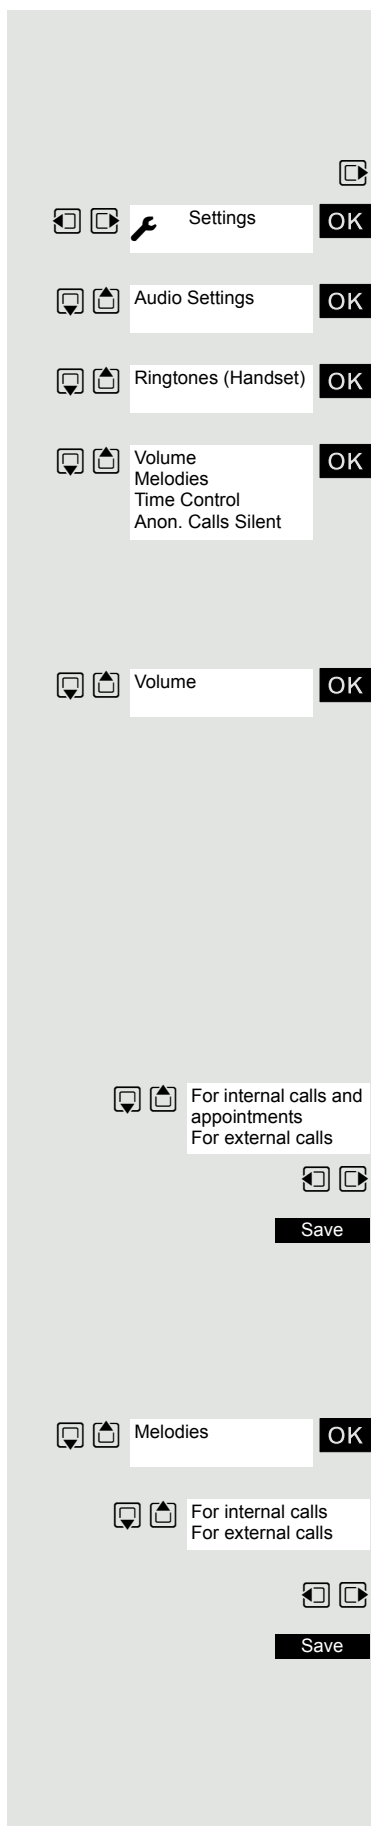 Settings OK
Audio Settings OK
Ringtones (Handset) OK
Volume OK
Melodies
Time Control
Anon. Calls Silent
Volume OK
For internal calls and
appointments
For external calls
Save
Melodies OK
For internal calls
For external calls
Save